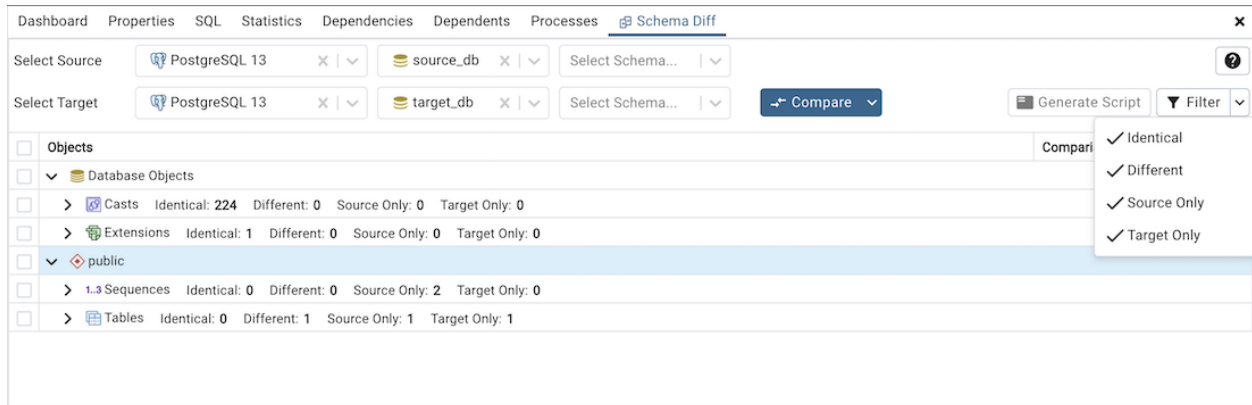 Dashboard Properties SQL Statistics Dependencies Dependents Processes Schema Diff
Select Source PostgreSQL 13 source_db Select Schema...
Select Target PostgreSQL 13 target_db Select Schema... Compare Generate Script Filter
Objects Compari
Identical
Different
Source Only
Target Only
Database Objects
Casts Identical: 224 Different: 0 Source Only: 0 Target Only: 0
Extensions Identical: 1 Different: 0 Source Only: 0 Target Only: 0
public
1..3 Sequences Identical: 0 Different: 0 Source Only: 2 Target Only: 0
Tables Identical: 0 Different: 1 Source Only: 1 Target Only: 1